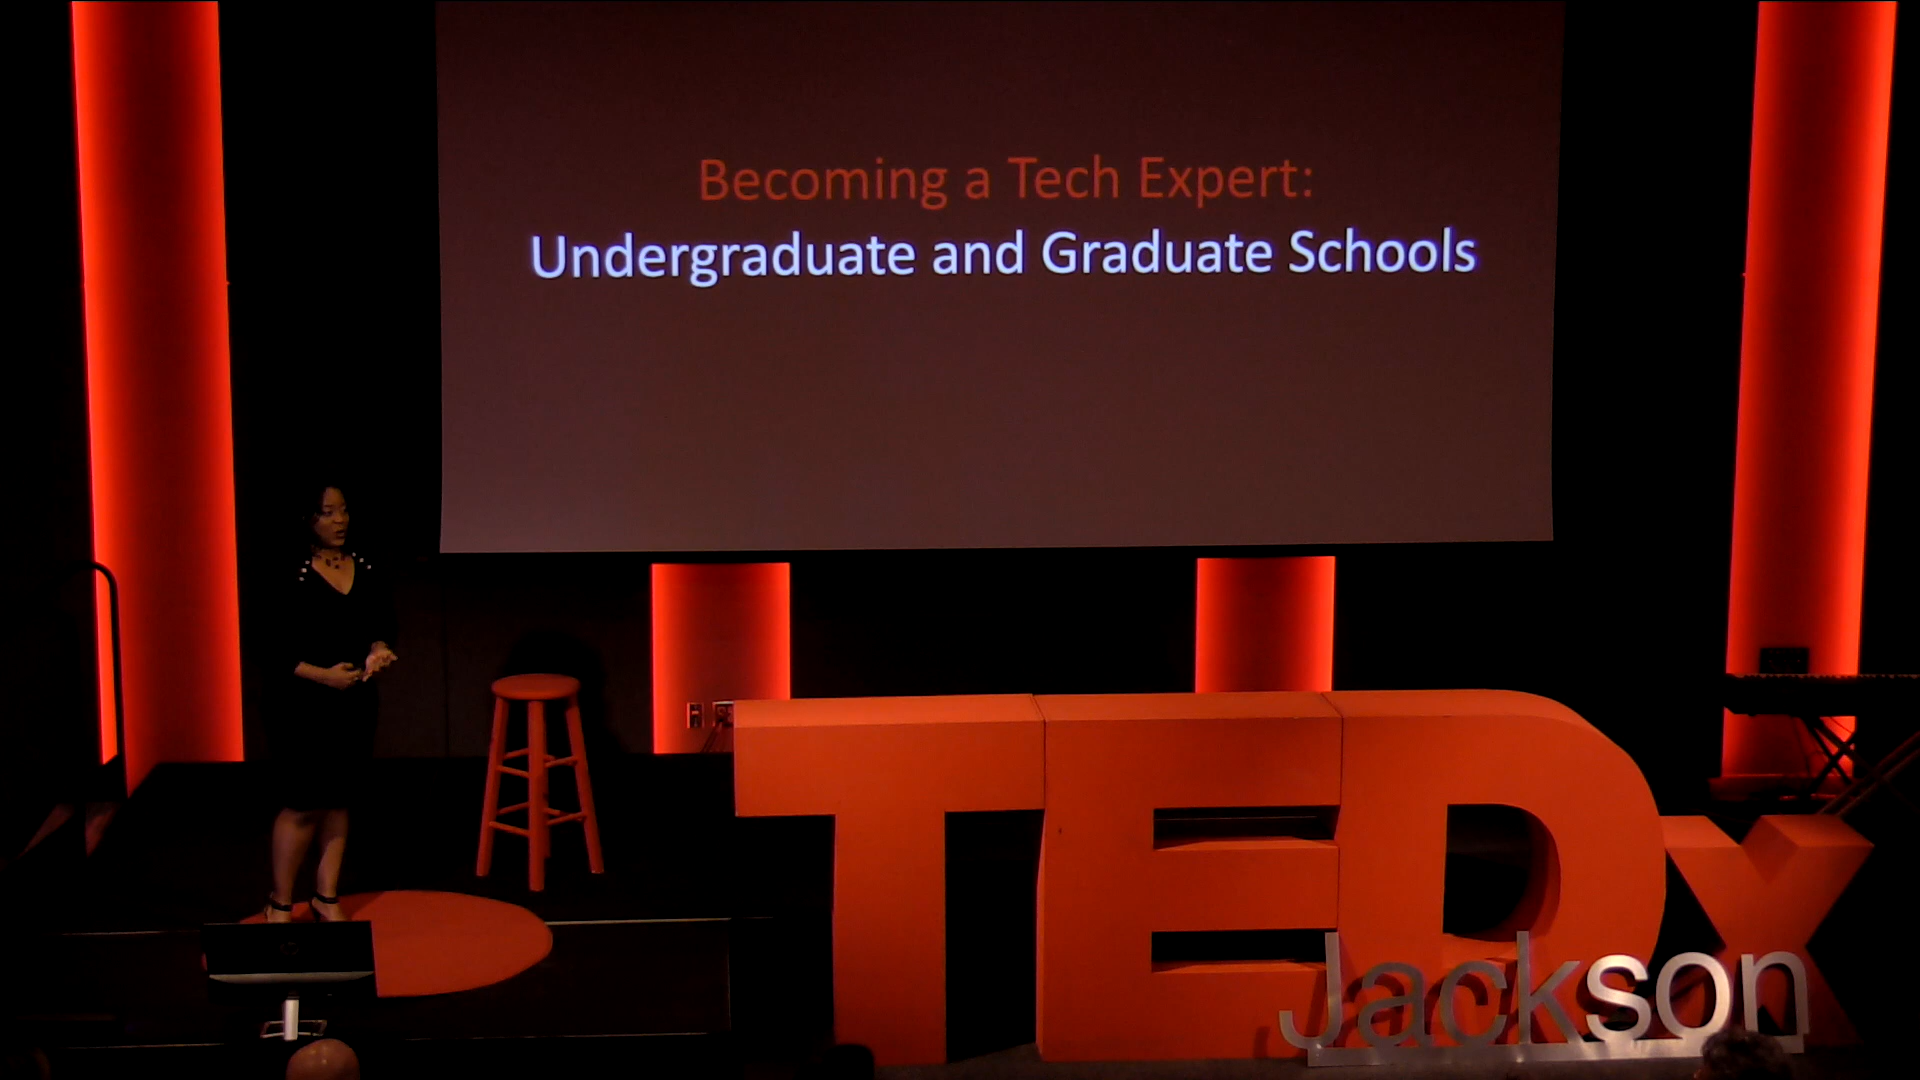 Becoming a Tech Expert:
Undergraduate and Graduate Schools
TEDx
Jackson